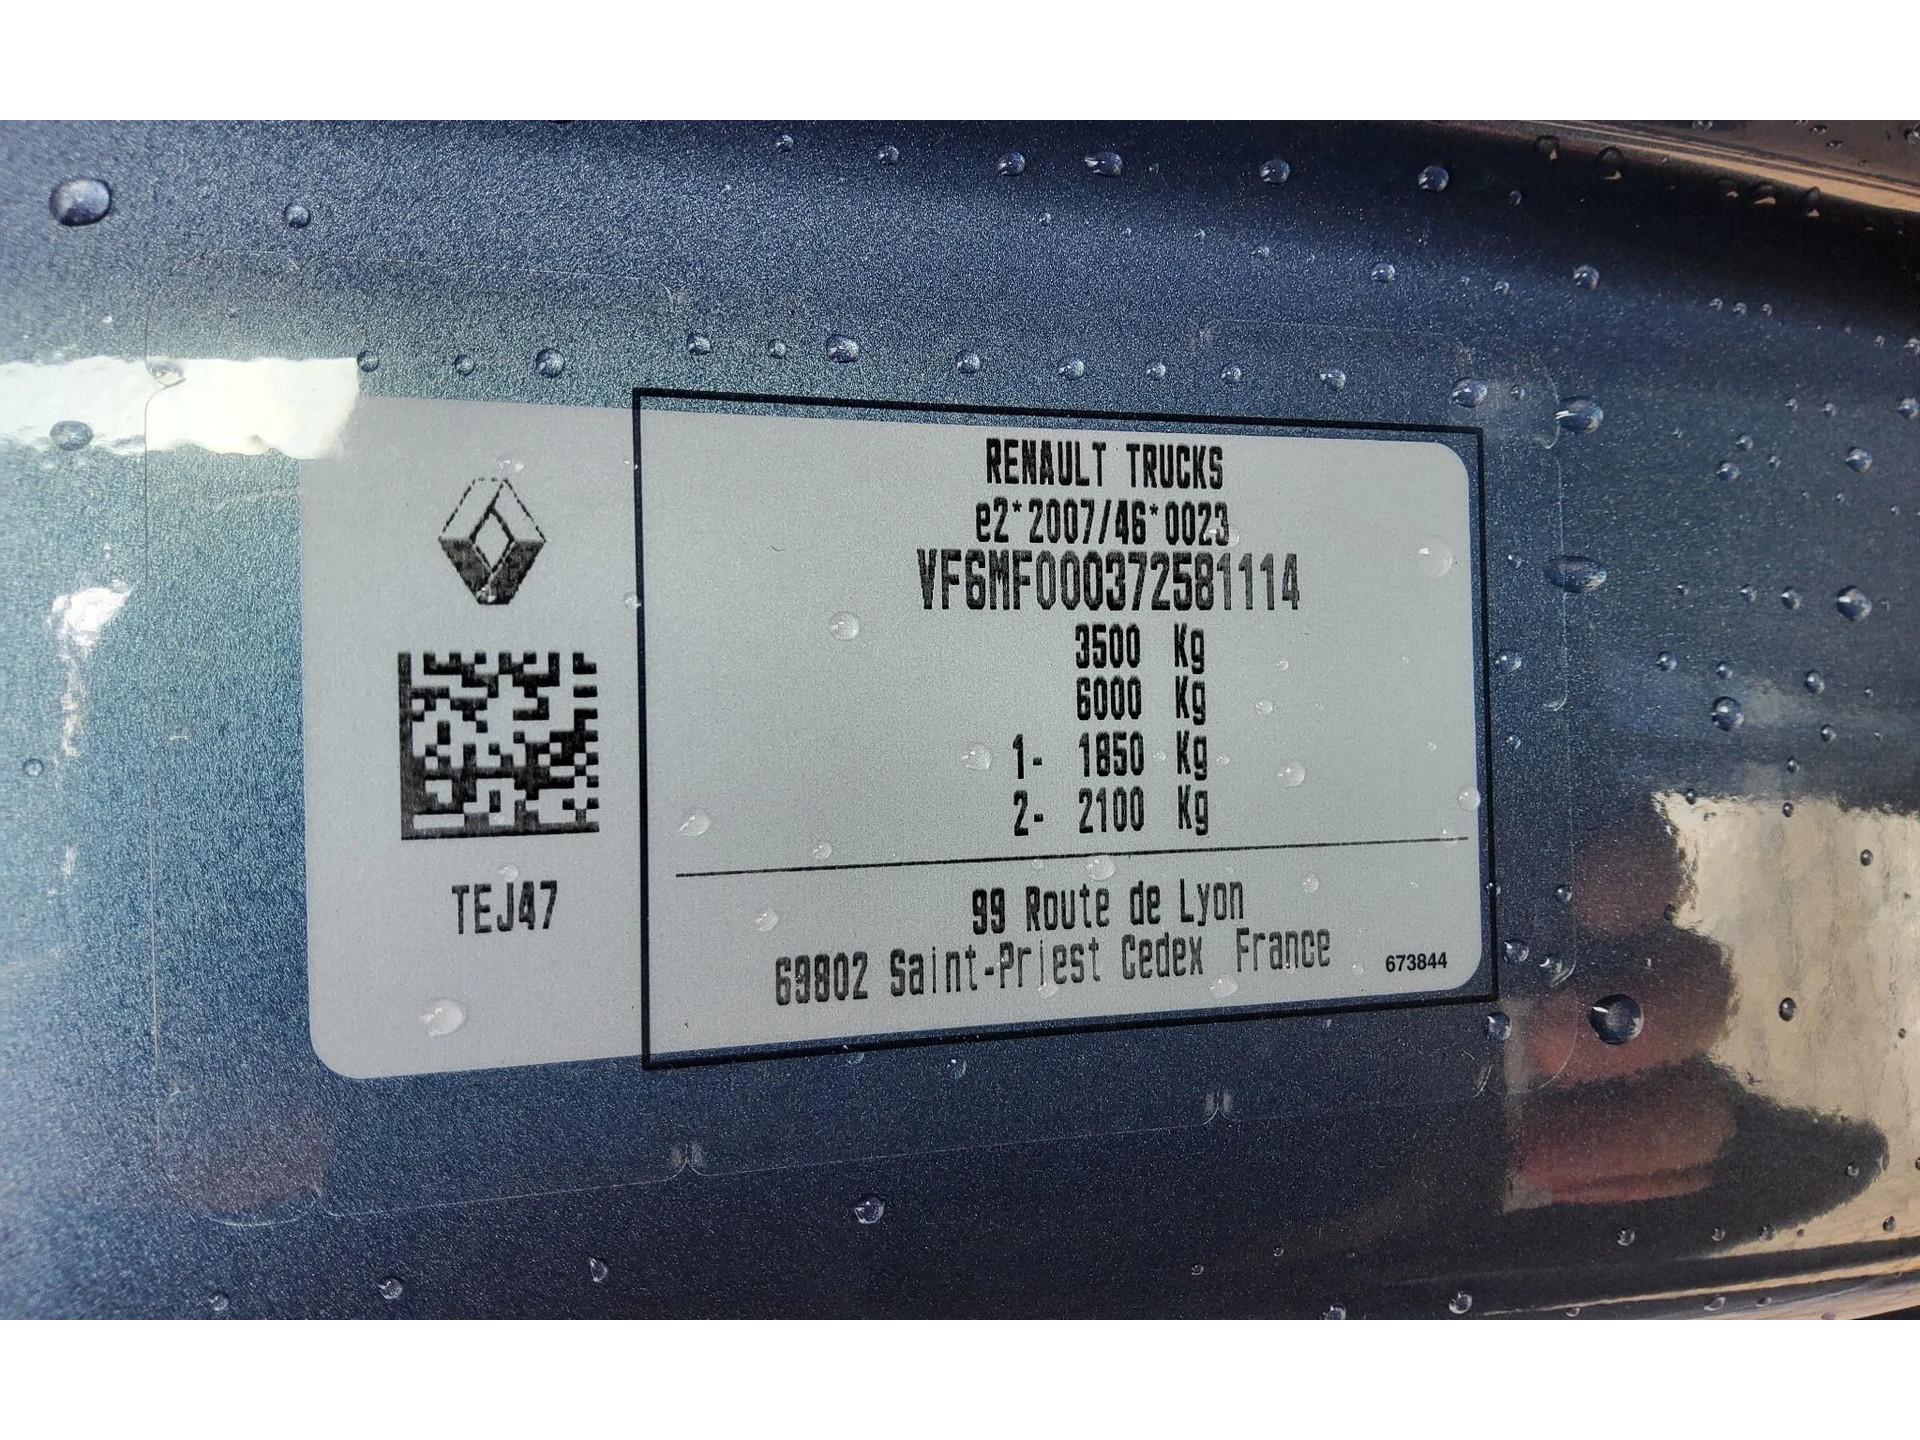 RENAULT TRUCKS
e2*2007/46*0023
VF6MF000372581114
3500 Kg
6000 Kg
1- 1850 Kg
2- 2100 Kg
TEJ47
99 Route de Lyon
69802 Saint-Priest Cedex France
673844